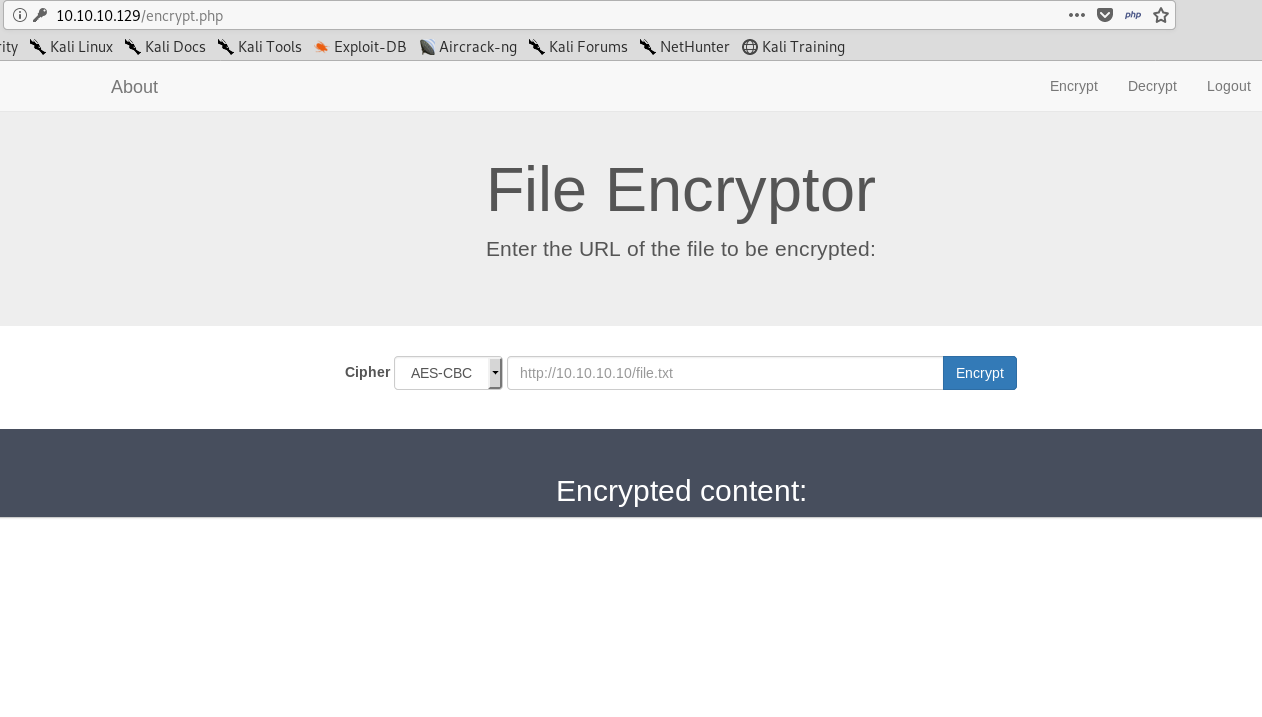 10.10.10.129/encrypt.php php
rity Kali Linux Kali Docs Kali Tools Exploit-DB Aircrack-ng Kali Forums NetHunter Kali Training
About Encrypt Decrypt Logout
File Encryptor
Enter the URL of the file to be encrypted:
Cipher AES-CBC http://10.10.10.10/file.txt Encrypt
Encrypted content: